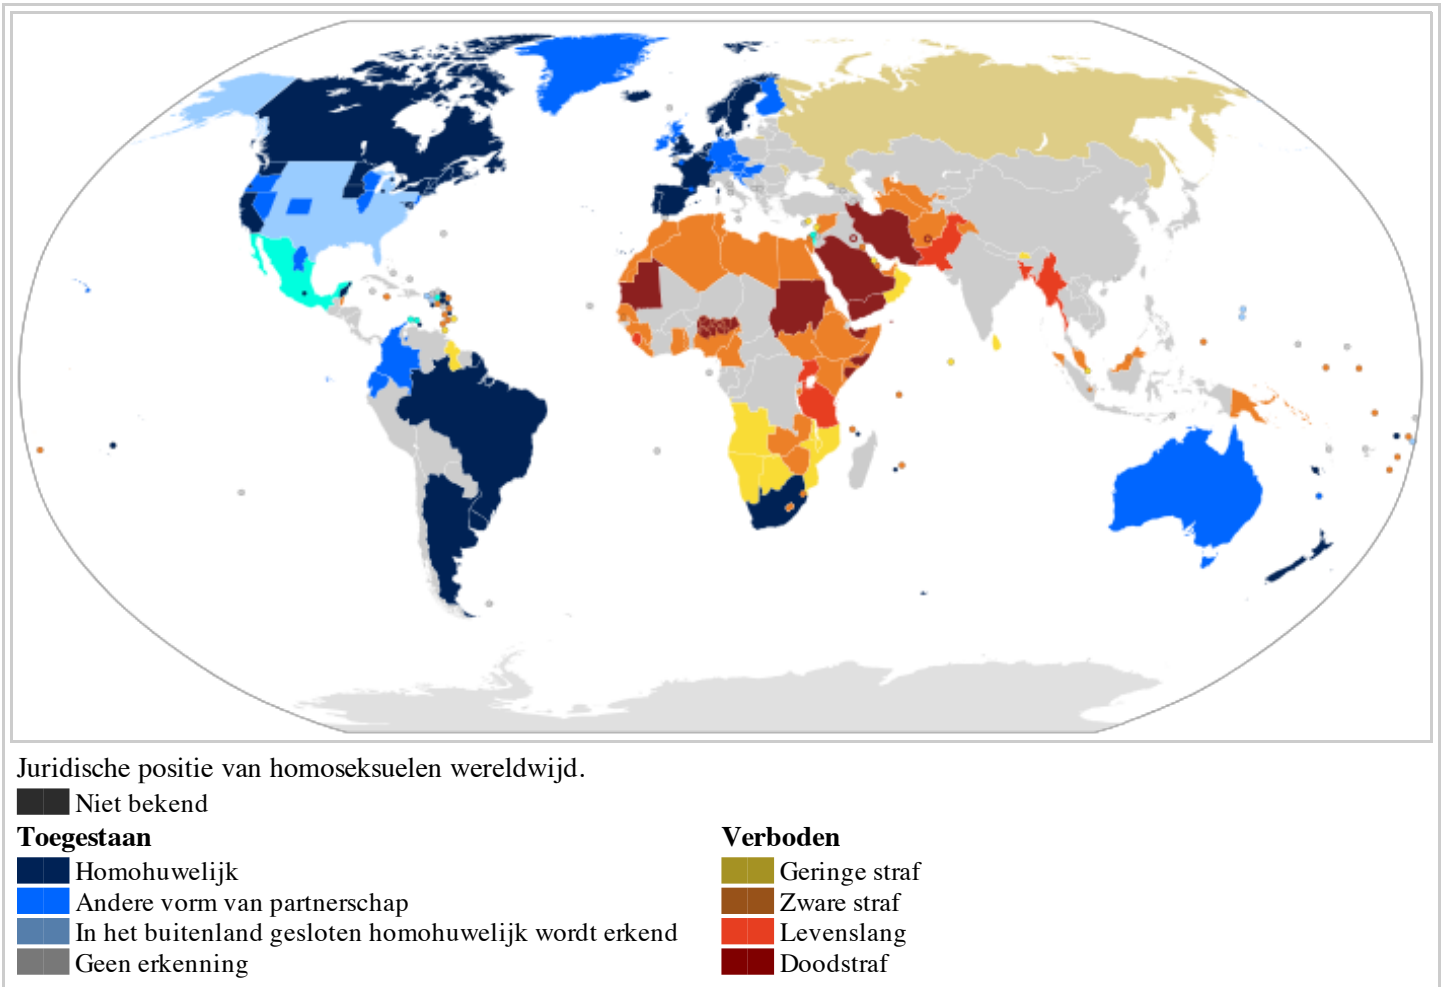 Juridische positie van homoseksuelen wereldwijd.
Niet bekend
Toegestaan
Homohuwelijk
Andere vorm van partnerschap
In het buitenland gesloten homohuwelijk wordt erkend
Geen erkenning
Verboden
Geringe straf
Zware straf
Levenslang
Doodstraf